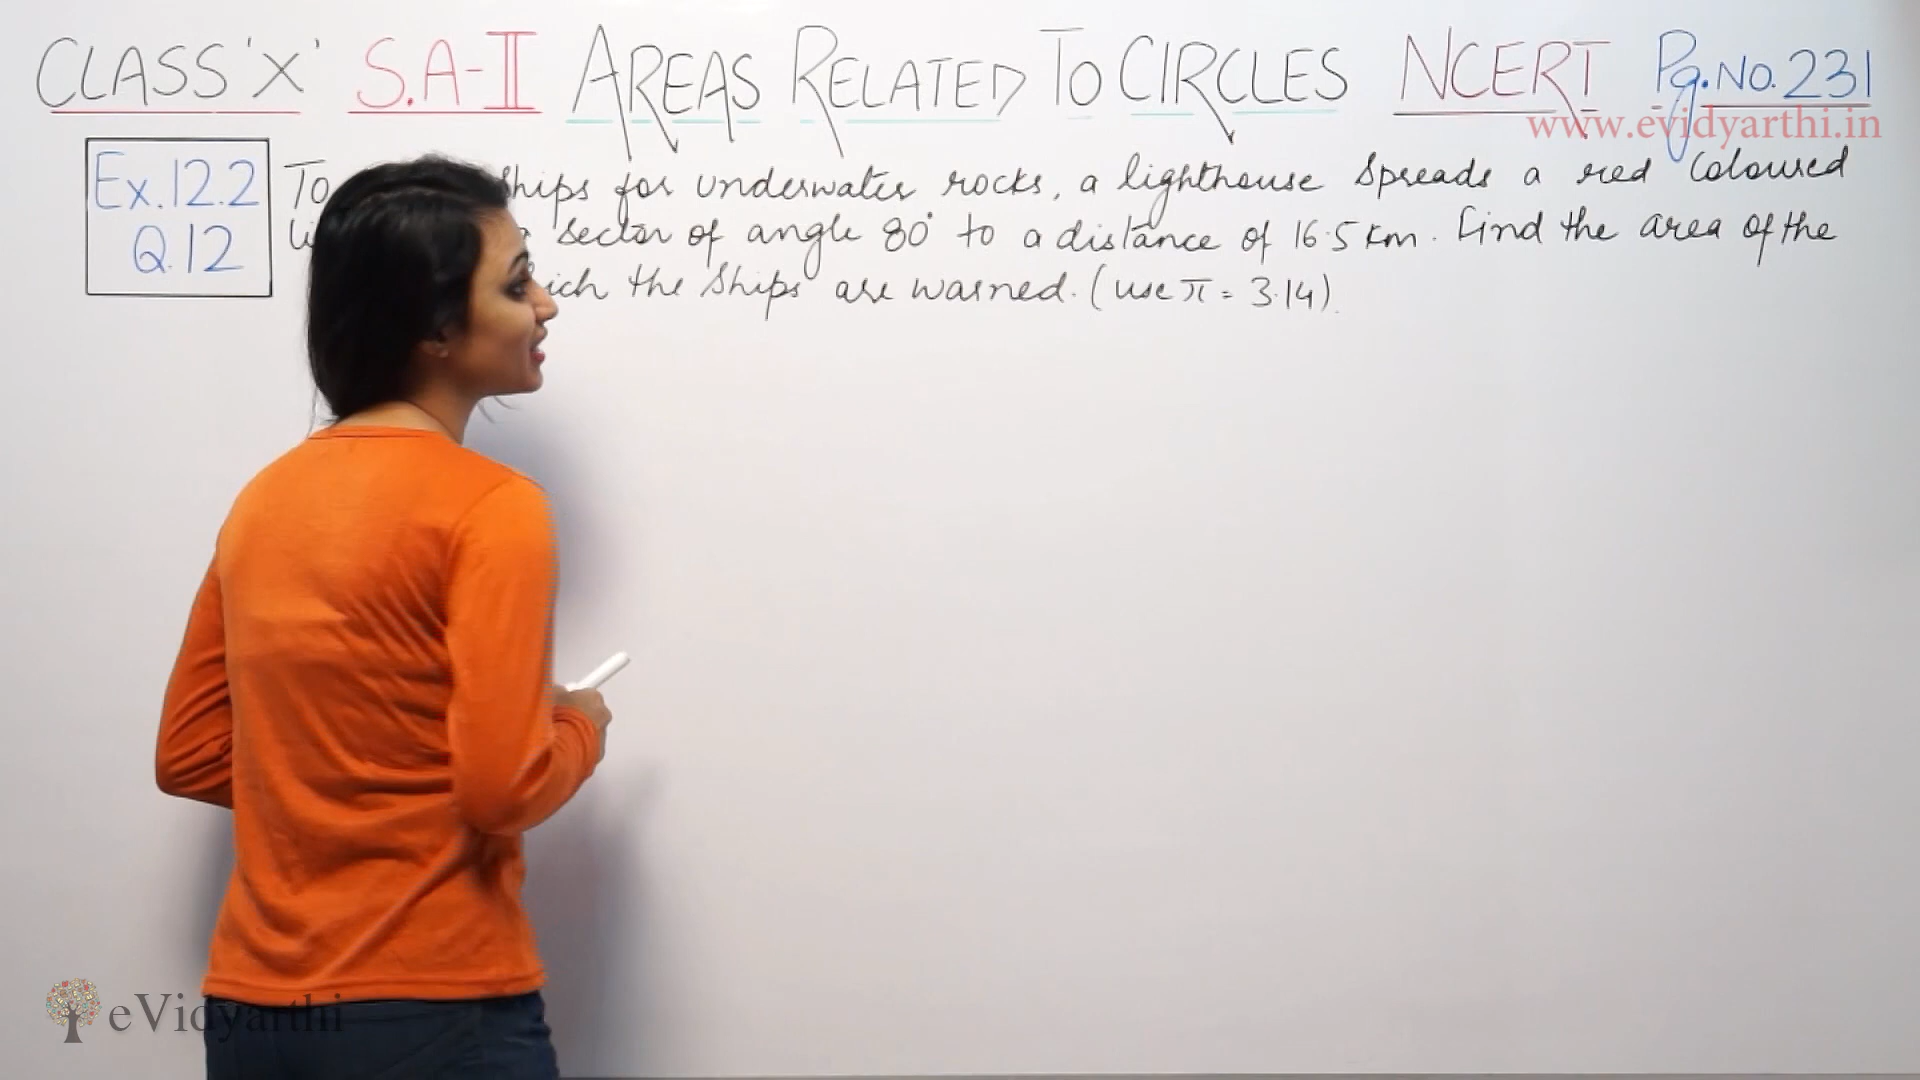 CLASS 'X' S.A-II AREAS RELATED TO CIRCLES NCERT Pg.No.231
www.evidyarthi.in
Ex.12.2
Q.12
To ships for underwater rocks, a lighthouse spreads a red coloured
sector of angle 80° to a distance of 16.5 km. Find the area of the
the ships are warned. (use π = 3.14).
eVidyarthi